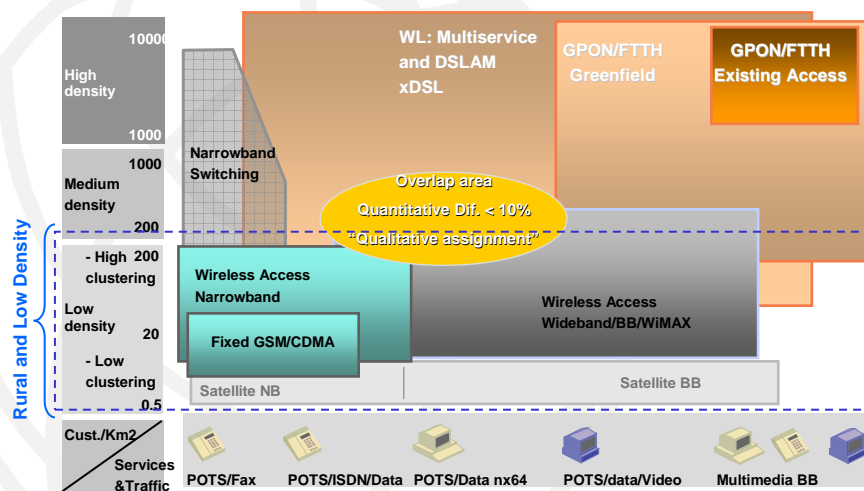 10000
High
density
1000
1000
Medium
density
200
- High
200
clustering
Low
density
20
- Low
clustering
0.5
Rural and Low Density
Cust./Km2
Services
&Traffic
WL: Multiservice
and DSLAM
xDSL
GPON/FTTH
Greenfield
GPON/FTTH
Existing Access
Narrowband
Switching
Overlap area
Quantitative Dif. < 10%
“Qualitative assignment”
Wireless Access
Narrowband
Fixed GSM/CDMA
Wireless Access
Wideband/BB/WiMAX
Satellite NB
Satellite BB
POTS/Fax
POTS/ISDN/Data
POTS/Data nx64
POTS/data/Video
Multimedia BB